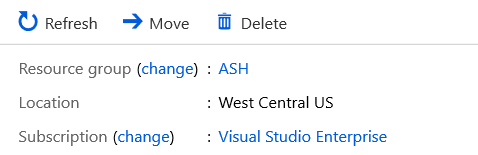 Refresh Move Delete
Resource group (change) : ASH
Location : West Central US
Subscription (change) : Visual Studio Enterprise